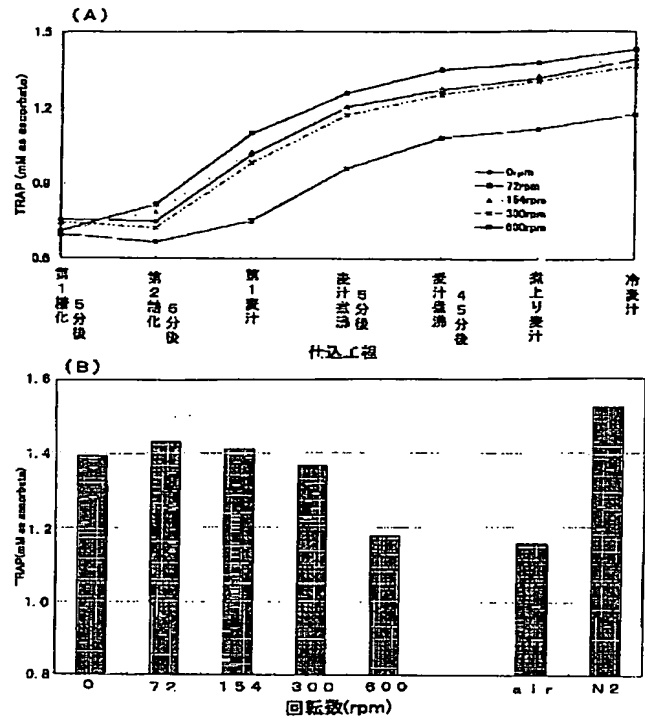 (A)
1.5
1.2
0.9
0.6
TRAP (mM as ascorbate)
0rpm
72rpm
154rpm
300rpm
600rpm
第1糖化 5分後
第2糖化 5分後
第1麦汁
麦汁煮沸 5分後
麦汁煮沸 45分後
煮上り麦汁
冷麦汁
仕込工程
(B)
1.6
1.4
1.2
1.0
0.8
TRAP(mM as ascorbate)
0 72 154 300 600 air N2
回転数(rpm)